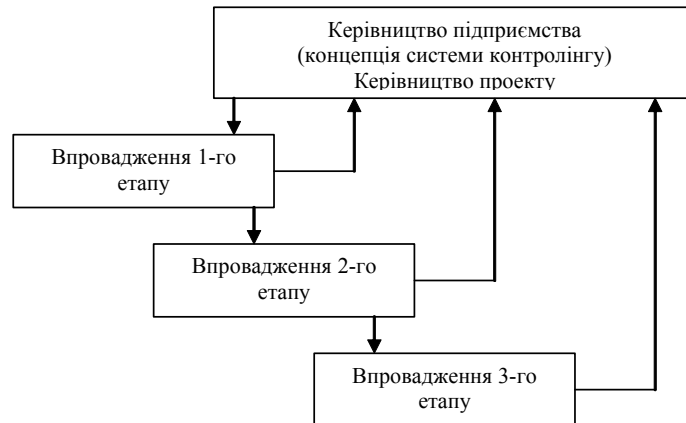 Керівництво підприємства
(концепція системи контролінгу)
Керівництво проекту
Впровадження 1-го
етапу
Впровадження 2-го
етапу
Впровадження 3-го
етапу